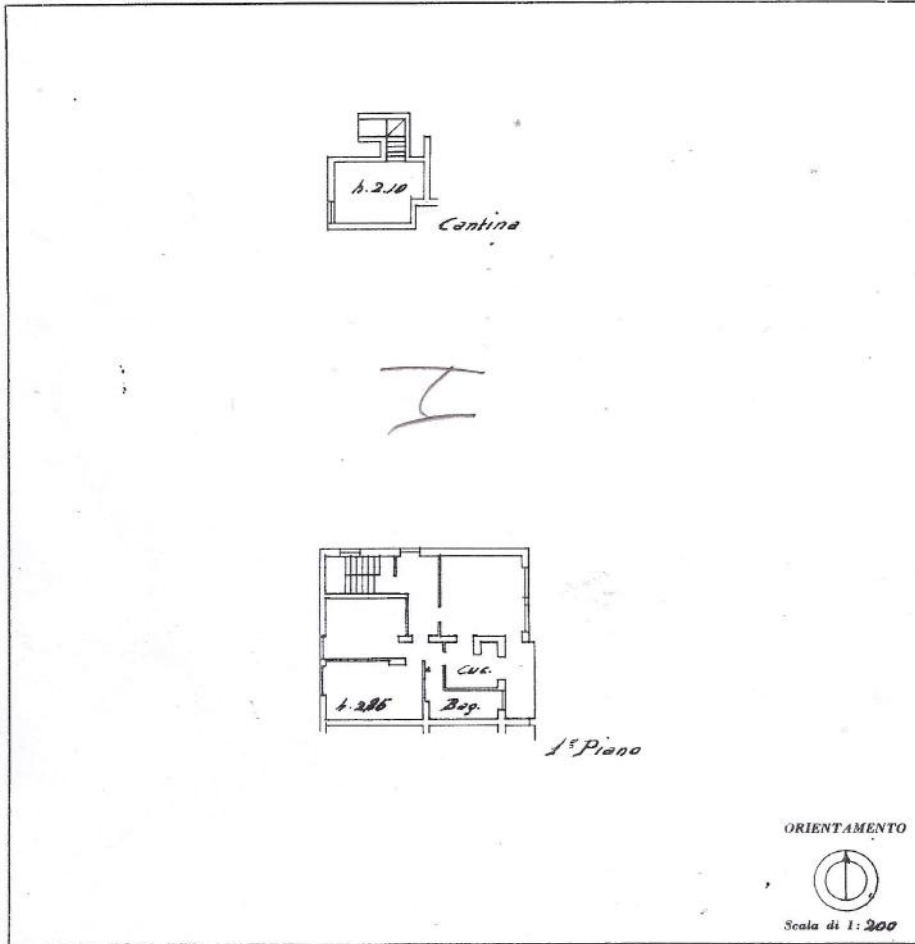 h. 2.10
Cantina
I
Cuc.
h. 2.85
Bag.
1° Piano
ORIENTAMENTO
Scala di 1: 200